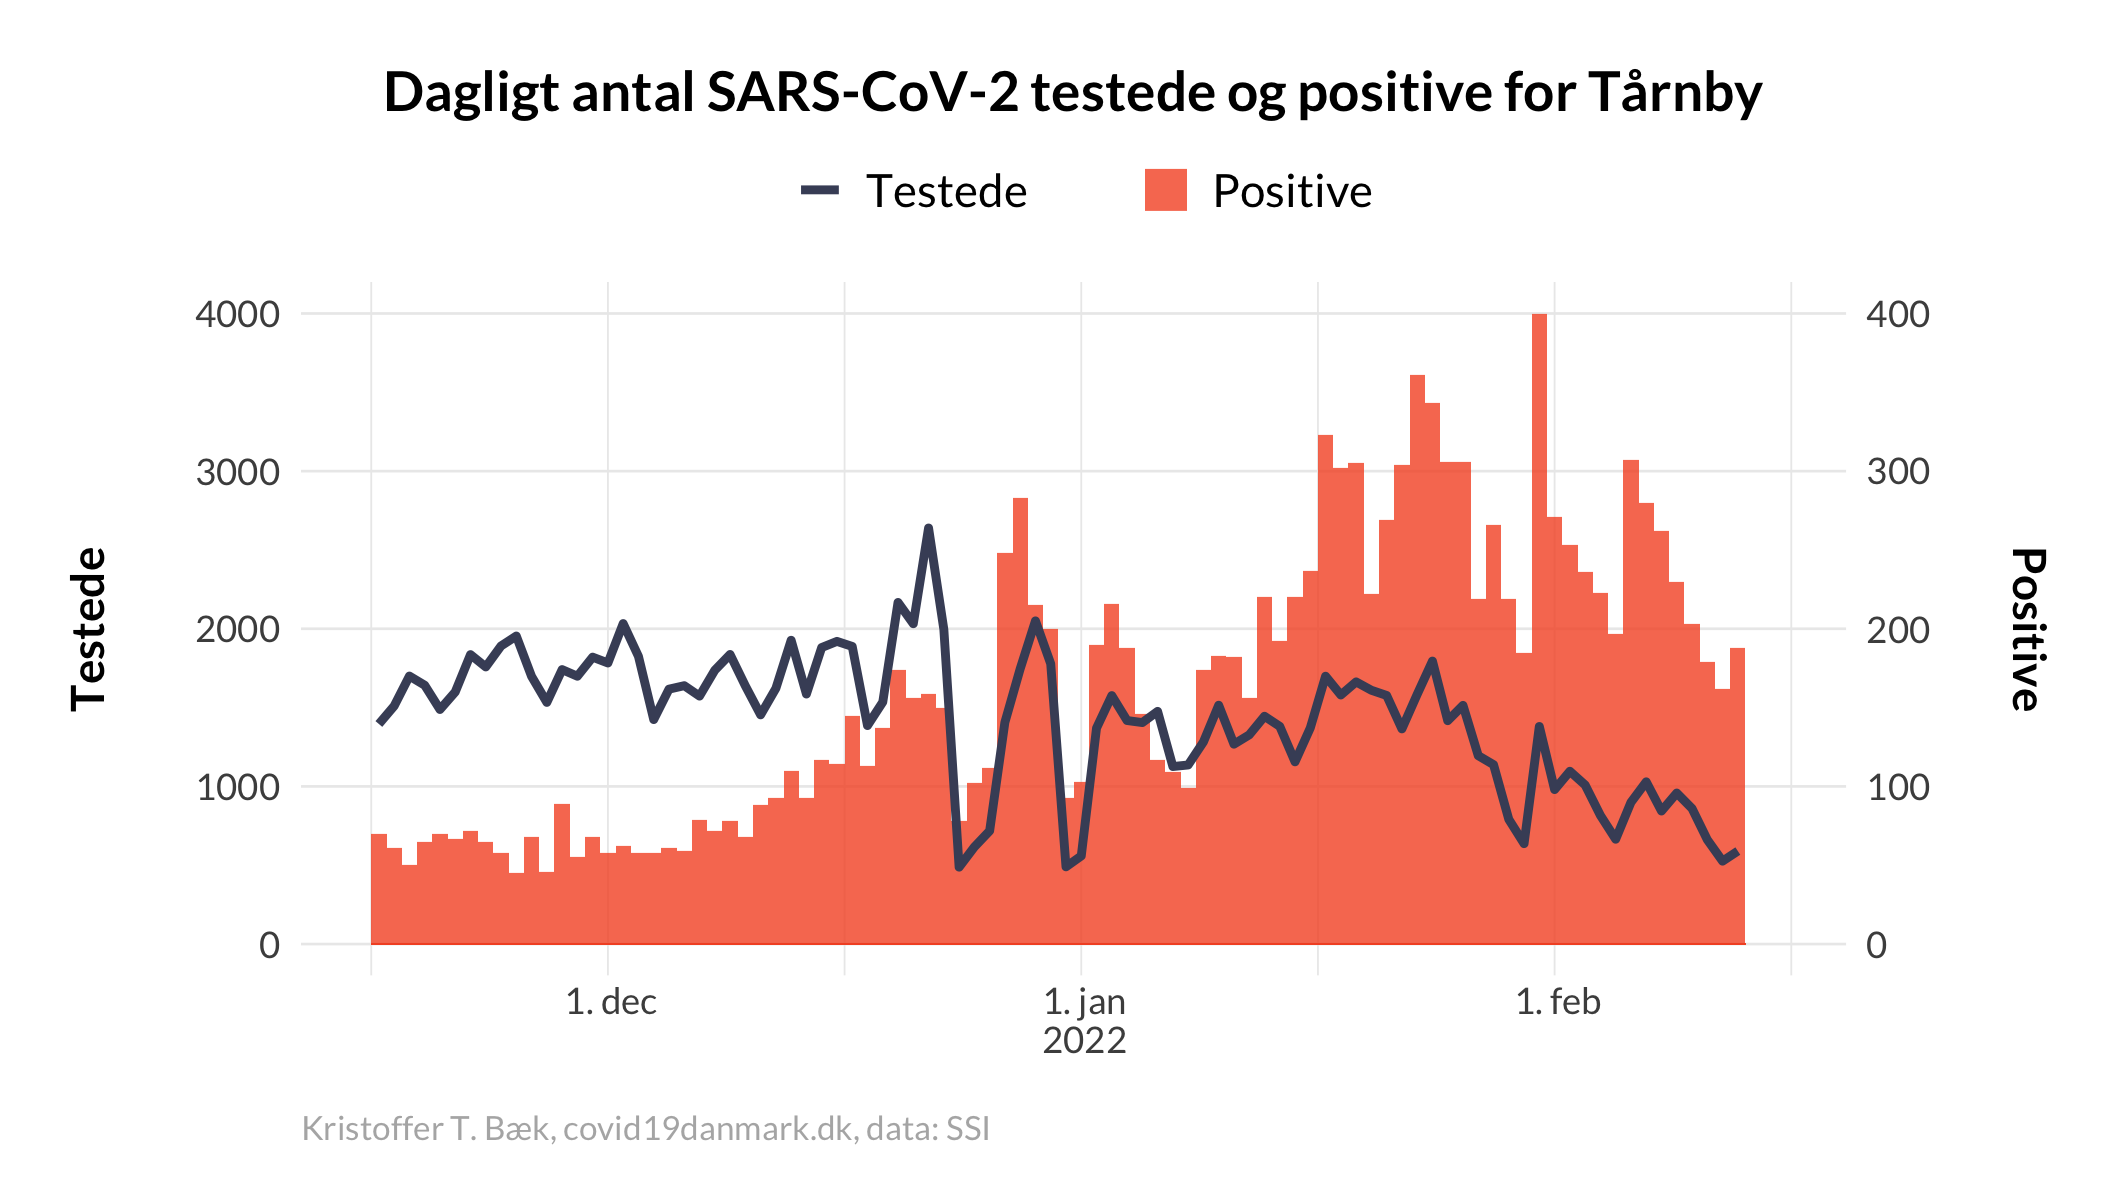 Dagligt antal SARS-CoV-2 testede og positive for Tårnby
Testede
Positive
4000
3000
2000
1000
0
Testede
400
300
200
100
0
Positive
1. dec
1. jan
2022
1. feb
Kristoffer T. Bæk, covid19danmark.dk, data: SSI